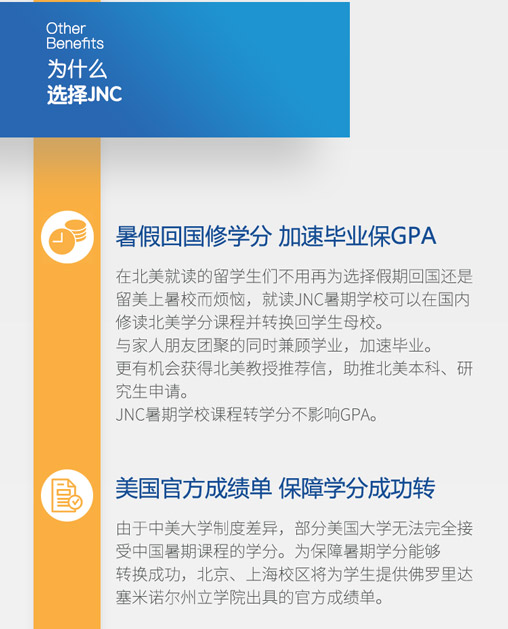 Other
Benefits
为什么
选择JNC
暑假回国修学分 加速毕业保GPA
在北美就读的留学生们不用再为选择假期回国还是
留美上暑校而烦恼，就读JNC暑期学校可以在国内
修读北美学分课程并转换回学生母校。
与家人朋友团聚的同时兼顾学业，加速毕业。
更有机会获得北美教授推荐信，助推北美本科、研
究生申请。
JNC暑期学校课程转学分不影响GPA。
美国官方成绩单 保障学分成功转
由于中美大学制度差异，部分美国大学无法完全接
受中国暑期课程的学分。为保障暑期学分能够
转换成功，北京、上海校区将为学生提供佛罗里达
塞米诺尔州立学院出具的官方成绩单。